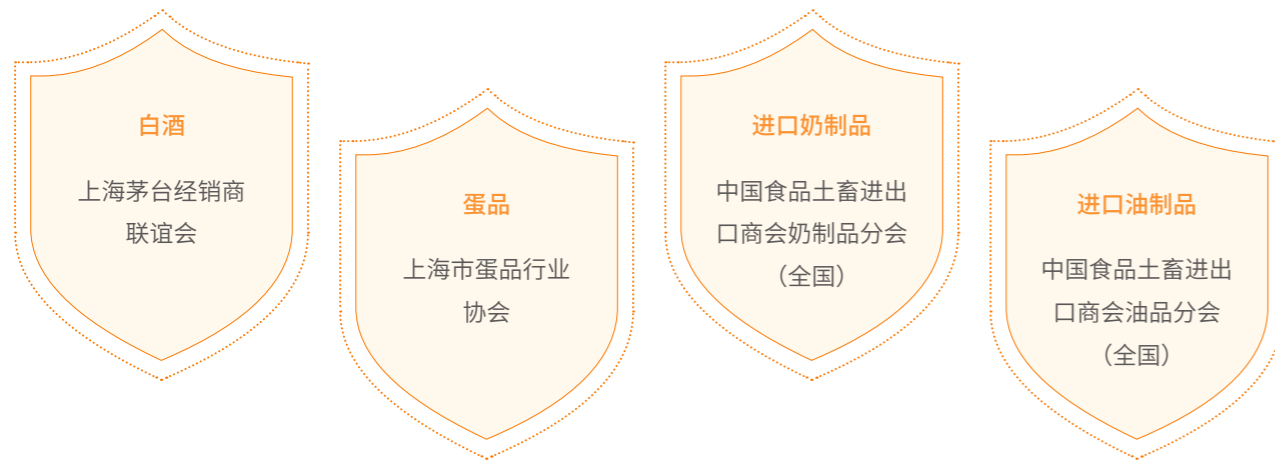 白酒
上海茅台经销商
联谊会
蛋品
上海市蛋品行业
协会
进口奶制品
中国食品土畜进出
口商会奶制品分会
（全国）
进口油制品
中国食品土畜进出
口商会油品分会
（全国）